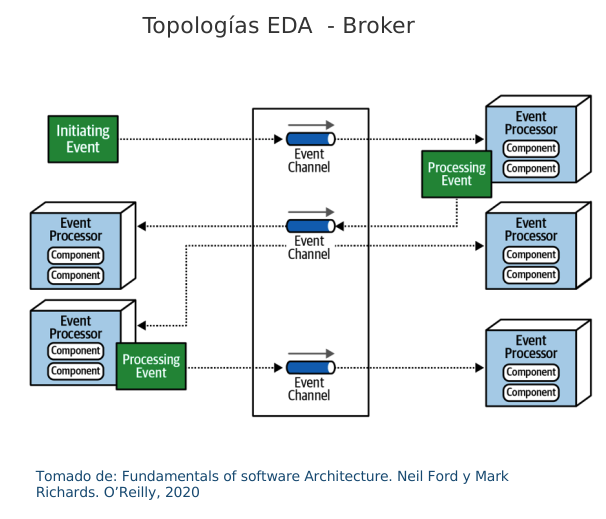 Topologías EDA  - Broker
Initiating
Event
Event
Channel
Event
Processor
Component
Component
Processing
Event
Event
Processor
Component
Component
Event
Channel
Event
Processor
Component
Component
Event
Processor
Component
Component
Processing
Event
Event
Channel
Event
Processor
Component
Component
Tomado de: Fundamentals of software Architecture. Neil Ford y Mark
Richards. O’Reilly, 2020